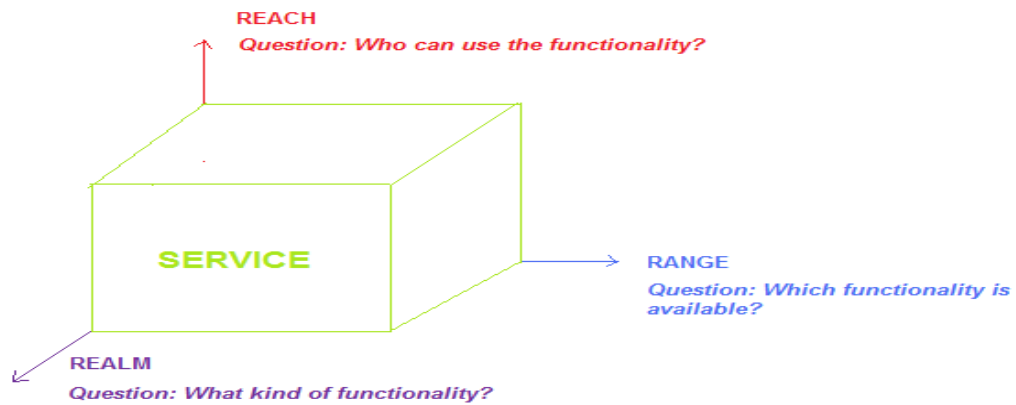 REACH
Question: Who can use the functionality?
SERVICE
RANGE
Question: Which functionality is
available?
REALM
Question: What kind of functionality?